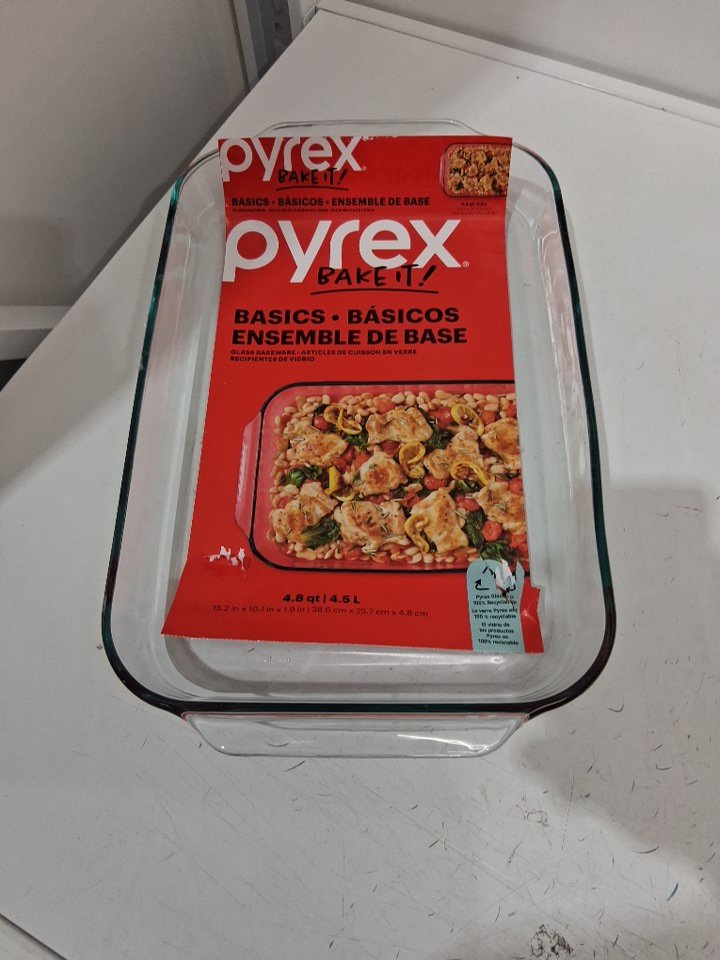 pyrex®
BAKE IT!
BASICS • BÁSICOS • ENSEMBLE DE BASE
pyrex®
BAKE IT!
BASICS • BÁSICOS
ENSEMBLE DE BASE
GLASS BAKEWARE • ARTICLES DE CUISSON EN VERRE
RECIPIENTES DE VIDRIO
4.8 qt | 4.5 L
15.2 in x 10.1 in x 1.9 in | 38.6 cm x 25.7 cm x 4.8 cm
Pyrex Glass
100% Recyclable
Le verre Pyrex est
100 % recyclable
El vidrio de
los productos
Pyrex es
100% reciclable